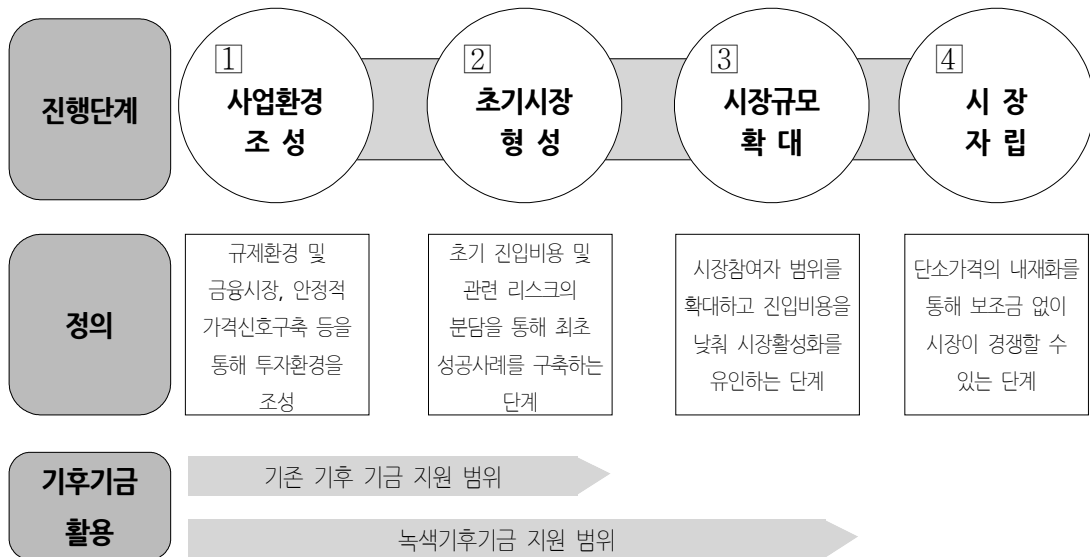 진행단계
1
사업환경
조 성
2
초기시장
형 성
3
시장규모
확 대
4
시 장
자 립
정의
규제환경 및
금융시장, 안정적
가격신호구축 등을
통해 투자환경을
조성
초기 진입비용 및
관련 리스크의
분담을 통해 최초
성공사례를 구축하는
단계
시장참여자 범위를
확대하고 진입비용을
낮춰 시장활성화를
유인하는 단계
단소가격의 내재화를
통해 보조금 없이
시장이 경쟁할 수
있는 단계
기후기금
활용
기존 기후 기금 지원 범위
녹색기후기금 지원 범위